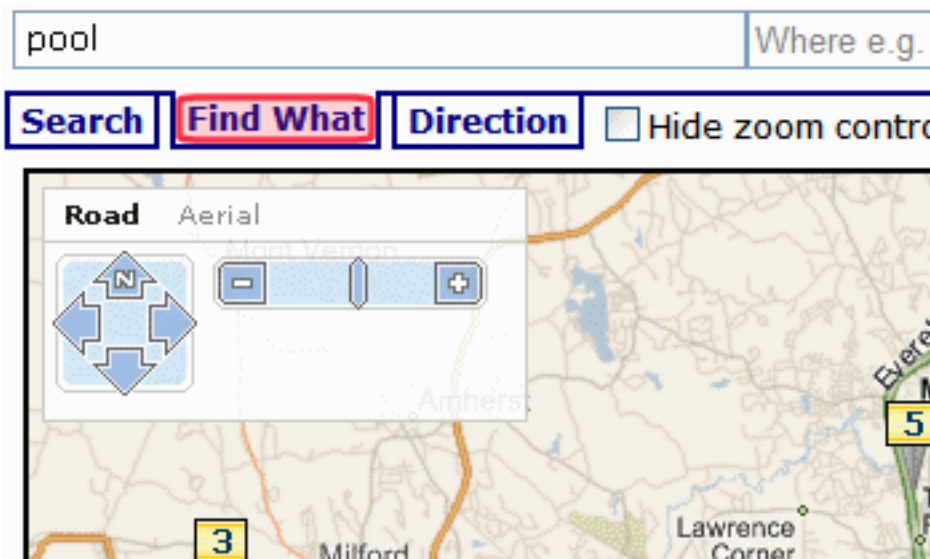 pool
Where e.g.
Search
Find What
Direction
Hide zoom contro
Road
Aerial
Mont Vernon
N
Amherst
Evere
5
3
Milford
Lawrence
Corner